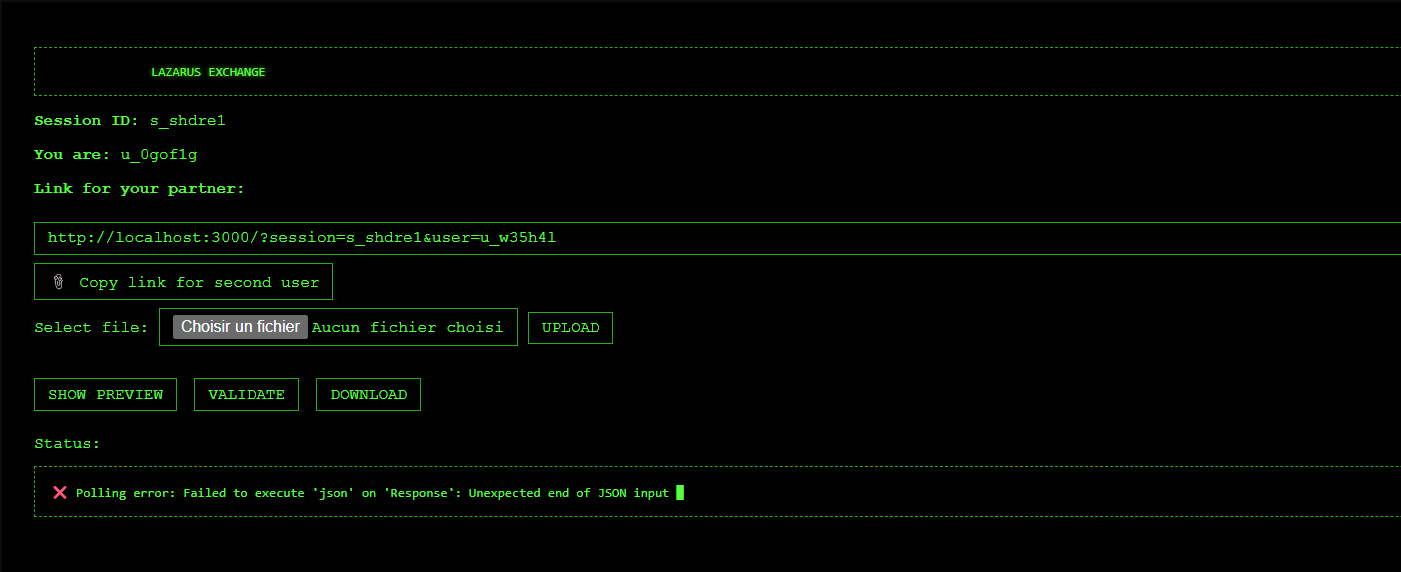 LAZARUS EXCHANGE
Session ID: s_shdre1
You are: u_0gof1g
Link for your partner:
http://localhost:3000/?session=s_shdre1&user=u_w35h4l
Copy link for second user
Select file: Choisir un fichier Aucun fichier choisi UPLOAD
SHOW PREVIEW VALIDATE DOWNLOAD
Status:
❌ Polling error: Failed to execute 'json' on 'Response': Unexpected end of JSON input